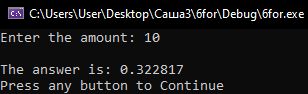 C:\Users\User\Desktop\Саша3\6for\Debug\6for.exe
Enter the amount: 10
The answer is: 0.322817
Press any button to Continue